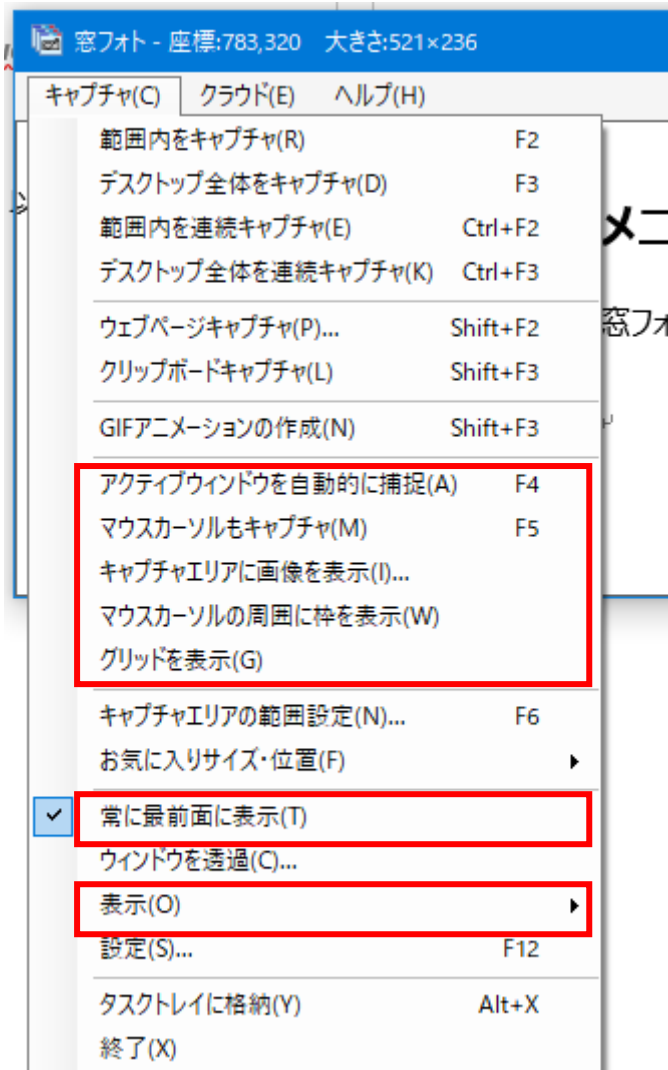 窓フォト - 座標:783,320 大きさ:521×236
キャプチャ(C) クラウド(E) ヘルプ(H)
範囲内をキャプチャ(R) F2
デスクトップ全体をキャプチャ(D) F3
範囲内を連続キャプチャ(E) Ctrl+F2
デスクトップ全体を連続キャプチャ(K) Ctrl+F3
ウェブページキャプチャ(P)... Shift+F2
クリップボードキャプチャ(L) Shift+F3
GIFアニメーションの作成(N) Shift+F3
アクティブウィンドウを自動的に捕捉(A) F4
マウスカーソルもキャプチャ(M) F5
キャプチャエリアに画像を表示(I)...
マウスカーソルの周囲に枠を表示(W)
グリッドを表示(G)
キャプチャエリアの範囲設定(N)... F6
お気に入りサイズ・位置(F)
常に最前面に表示(T)
ウィンドウを透過(C)...
表示(O)
設定(S)... F12
タスクトレイに格納(Y) Alt+X
終了(X)
メニ
窓フォ